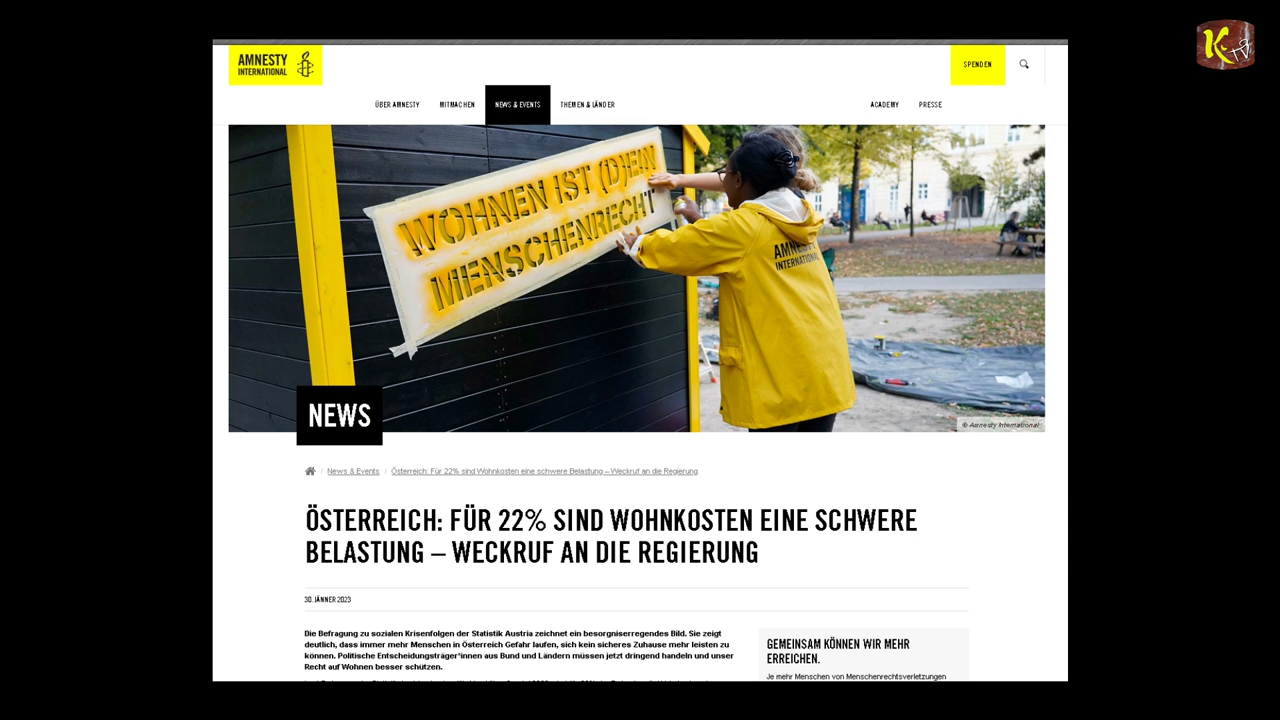 K TV
AMNESTY
INTERNATIONAL
SPENDEN
ÜBER AMNESTY
MITMACHEN
NEWS & EVENTS
THEMEN & LÄNDER
ACADEMY
PRESSE
WOHNEN IST (D)EIN
MENSCHENRECHT
AMNESTY
INTERNATIONAL
© Amnesty International
NEWS
/ News & Events / Österreich: Für 22% sind Wohnkosten eine schwere Belastung – Weckruf an die Regierung
ÖSTERREICH: FÜR 22% SIND WOHNKOSTEN EINE SCHWERE
BELASTUNG – WECKRUF AN DIE REGIERUNG
30. JÄNNER 2023
Die Befragung zu sozialen Krisenfolgen der Statistik Austria zeichnet ein besorgniserregendes Bild. Sie zeigt
deutlich, dass immer mehr Menschen in Österreich Gefahr laufen, sich kein sicheres Zuhause mehr leisten zu
können. Politische Entscheidungsträger*innen aus Bund und Ländern müssen jetzt dringend handeln und unser
Recht auf Wohnen besser schützen.
GEMEINSAM KÖNNEN WIR MEHR
ERREICHEN.
Je mehr Menschen von Menschenrechtsverletzungen